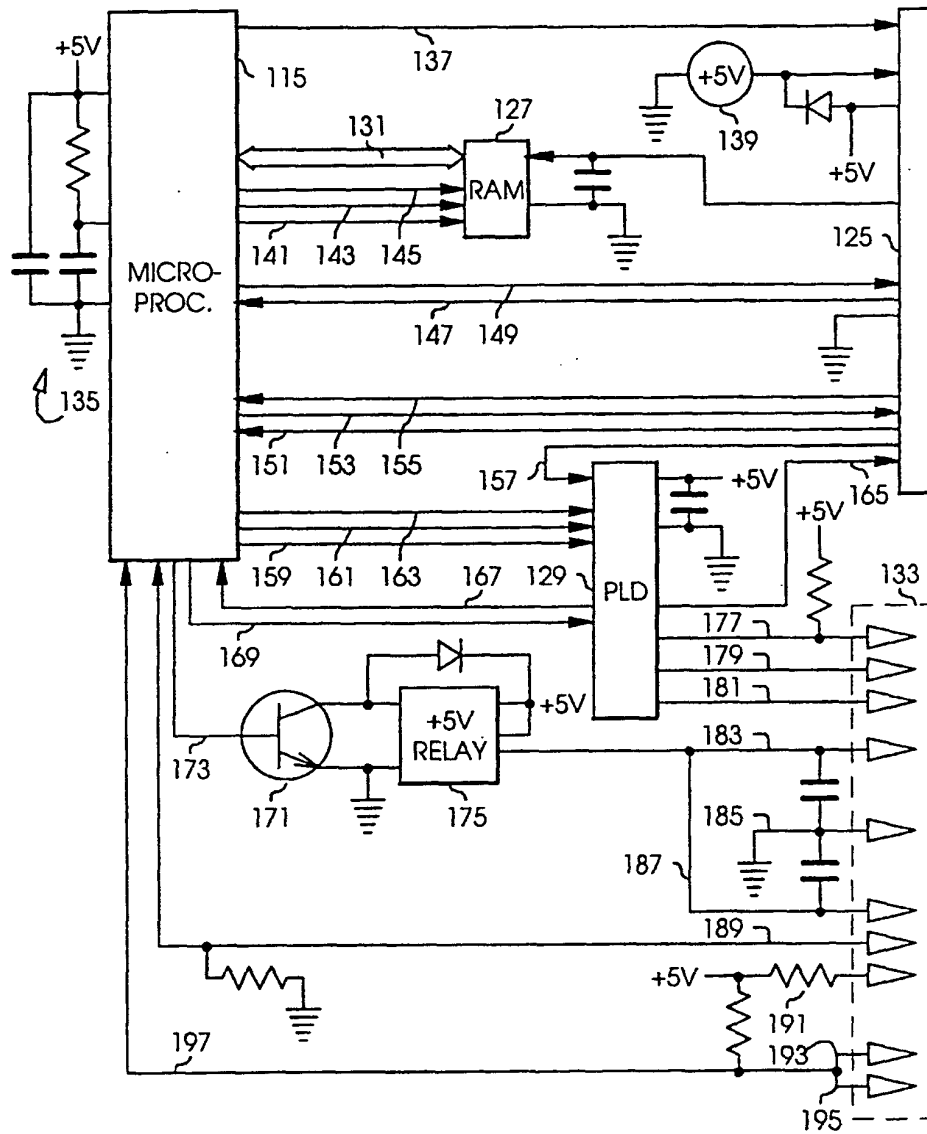 +5V
115
137
+5V
139
+5V
131
127
RAM
141
143
145
125
MICRO-
PROC.
135
147
149
151
153
155
157
165
+5V
+5V
159
161
163
129
PLD
133
167
169
177
179
181
+5V
RELAY
+5V
173
171
175
183
185
187
189
+5V
191
193
197
195